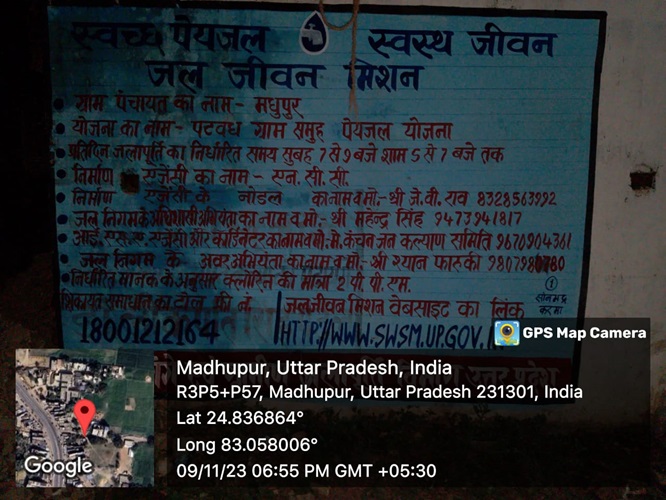 स्वच्छ पेयजल स्वस्थ जीवन
जल जीवन मिशन
ग्राम पंचायत का नाम - मधुपुर
योजना का नाम - पटवध ग्राम समुह पेयजल योजना
प्रतिदिन जलापूर्ति का निर्धारित समय सुबह 7 से 9 बजे शाम 5 से 7 बजे तक
निर्माण एजेंसी का नाम - एन. सी. सी.
निर्माण एजेंसी के नोडल का नाम व मो.- श्री जे. वी. राव 8328563992
जल निगम के अधिशासी अभियंता का नाम व मो.- श्री महेन्द्र सिंह 9473941817
आई. एस. ए. एजेंसी और कार्डिनेटर का नाम व मो.- मे. कंचन जन कल्याण समिति 9670904361
जल निगम के अवर अभियंता का नाम व मो.- श्री श्यान फारुकी
निर्धारित मानक के अनुसार क्लोरिन की मात्रा 2 पी. पी. एम.
शिकायत समाधान का टोल फ्री नं. जलजीवन मिशन वेबसाइट का लिंक
18001212164 HTTP://WWW.SWSM.UP.GOV.
1
सोनभद्र
GPS Map Camera
Madhupur, Uttar Pradesh, India
R3P5+P57, Madhupur, Uttar Pradesh 231301, India
Lat 24.836864°
Long 83.058006°
09/11/23 06:55 PM GMT +05:30
Google